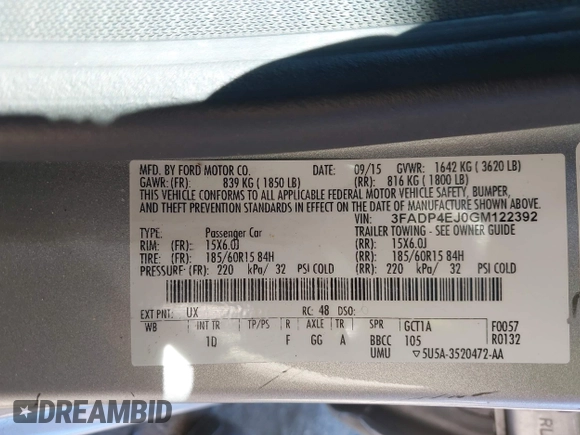 MFD. BY FORD MOTOR CO. DATE: 09/15 GVWR: 1642 KG ( 3620 LB)
GAWR: (FR): 839 KG ( 1850 LB) (RR): 816 KG ( 1800 LB)
THIS VEHICLE CONFORMS TO ALL APPLICABLE FEDERAL MOTOR VEHICLE SAFETY, BUMPER,
AND THEFT PREVENTION STANDARDS IN EFFECT ON THE DATE OF MANUFACTURE SHOWN ABOVE.
VIN: 3FADP4EJ0GM122392
TYPE: Passenger Car TRAILER TOWING - SEE OWNER GUIDE
RIM: (FR): 15X6.0J (RR): 15X6.0J
TIRE: (FR): 185/60R15 84H (RR): 185/60R15 84H
PRESSURE: (FR): 220 kPa/ 32 PSI COLD (RR): 220 kPa/ 32 PSI COLD
EXT PNT: UX RC: 48 DSO:
WB INT TR TP/PS R AXLE TR SPR GCT1A F0057
1D F GG A BBCC 105 R0132
UMU ▽5U5A-3520472-AA
DREAMBID